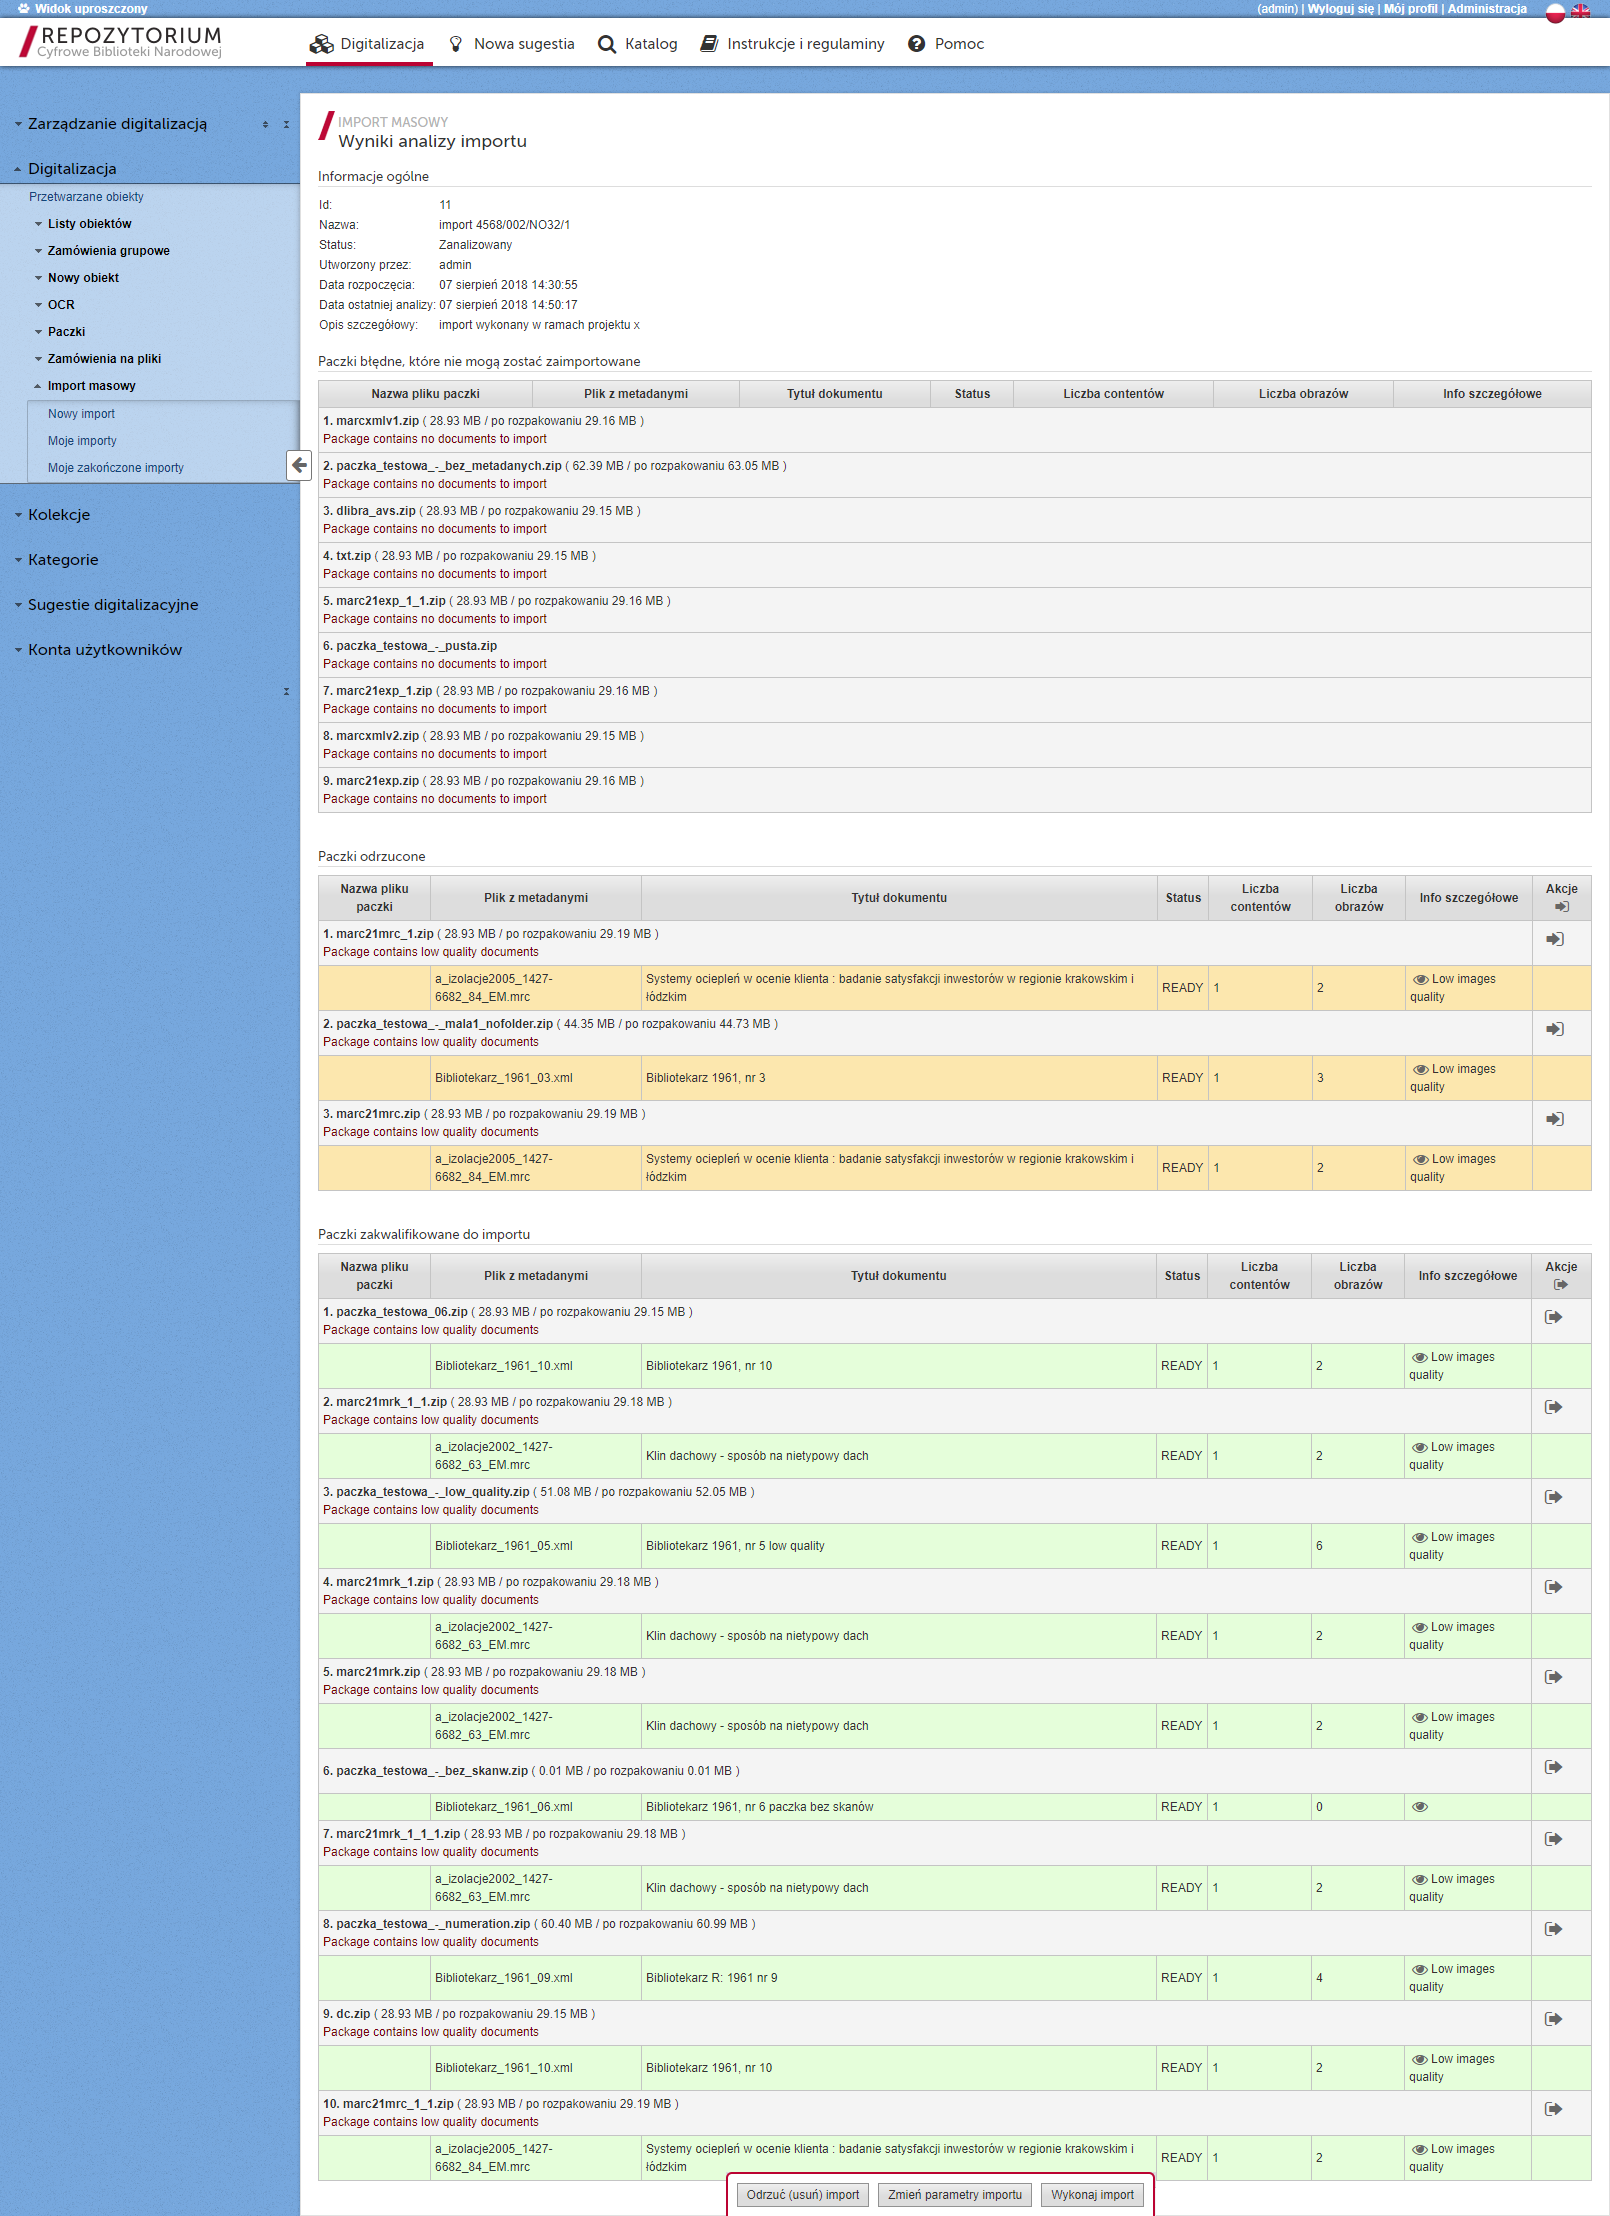 Widok uproszczony
(admin) | Wyloguj się | Mój profil | Administracja
REPOZYTORIUM
Cyfrowe Biblioteki Narodowej
Digitalizacja
Nowa sugestia
Katalog
Instrukcje i regulaminy
Pomoc
Zarządzanie digitalizacją
Digitalizacja
Przetwarzane obiekty
Listy obiektów
Zamówienia grupowe
Nowy obiekt
OCR
Paczki
Zamówienia na pliki
Import masowy
Nowy import
Moje importy
Moje zakończone importy
Kolekcje
Kategorie
Sugestie digitalizacyjne
Konta użytkowników
IMPORT MASOWY
Wyniki analizy importu
Informacje ogólne
Id: 11
Nazwa: import 4568/002/NO32/1
Status: Zanalizowany
Utworzony przez: admin
Data rozpoczęcia: 07 sierpień 2018 14:30:55
Data ostatniej analizy: 07 sierpień 2018 14:50:17
Opis szczegółowy: import wykonany w ramach projektu x
Paczki błędne, które nie mogą zostać zaimportowane
Nazwa pliku paczki Plik z metadanymi Tytuł dokumentu Status Liczba contentów Liczba obrazów Info szczegółowe
1. marcxmlv1.zip ( 28.93 MB / po rozpakowaniu 29.16 MB )
Package contains no documents to import
2. paczka_testowa_-_bez_metadanych.zip ( 62.39 MB / po rozpakowaniu 63.05 MB )
Package contains no documents to import
3. dlibra_avs.zip ( 28.93 MB / po rozpakowaniu 29.15 MB )
Package contains no documents to import
4. txt.zip ( 28.93 MB / po rozpakowaniu 29.15 MB )
Package contains no documents to import
5. marc21exp_1_1.zip ( 28.93 MB / po rozpakowaniu 29.16 MB )
Package contains no documents to import
6. paczka_testowa_-_pusta.zip
Package contains no documents to import
7. marc21exp_1.zip ( 28.93 MB / po rozpakowaniu 29.16 MB )
Package contains no documents to import
8. marcxmlv2.zip ( 28.93 MB / po rozpakowaniu 29.15 MB )
Package contains no documents to import
9. marc21exp.zip ( 28.93 MB / po rozpakowaniu 29.16 MB )
Package contains no documents to import
Paczki odrzucone
Nazwa pliku paczki Plik z metadanymi Tytuł dokumentu Status Liczba contentów Liczba obrazów Info szczegółowe Akcje
1. marc21mrc_1.zip ( 28.93 MB / po rozpakowaniu 29.19 MB )
Package contains low quality documents
a_izolacje2005_1427-6682_84_EM.mrc Systemy ociepleń w ocenie klienta : badanie satysfakcji inwestorów w regionie krakowskim i łódzkim READY 1 2 Low images quality
2. paczka_testowa_-_mala1_nofolder.zip ( 44.35 MB / po rozpakowaniu 44.73 MB )
Package contains low quality documents
Bibliotekarz_1961_03.xml Bibliotekarz 1961, nr 3 READY 1 3 Low images quality
3. marc21mrc.zip ( 28.93 MB / po rozpakowaniu 29.19 MB )
Package contains low quality documents
a_izolacje2005_1427-6682_84_EM.mrc Systemy ociepleń w ocenie klienta : badanie satysfakcji inwestorów w regionie krakowskim i łódzkim READY 1 2 Low images quality
Paczki zakwalifikowane do importu
Nazwa pliku paczki Plik z metadanymi Tytuł dokumentu Status Liczba contentów Liczba obrazów Info szczegółowe Akcje
1. paczka_testowa_06.zip ( 28.93 MB / po rozpakowaniu 29.15 MB )
Package contains low quality documents
Bibliotekarz_1961_10.xml Bibliotekarz 1961, nr 10 READY 1 2 Low images quality
2. marc21mrk_1_1.zip ( 28.93 MB / po rozpakowaniu 29.18 MB )
Package contains low quality documents
a_izolacje2002_1427-6682_63_EM.mrc Klin dachowy - sposób na nietypowy dach READY 1 2 Low images quality
3. paczka_testowa_-_low_quality.zip ( 51.08 MB / po rozpakowaniu 52.05 MB )
Package contains low quality documents
Bibliotekarz_1961_05.xml Bibliotekarz 1961, nr 5 low quality READY 1 6 Low images quality
4. marc21mrk_1.zip ( 28.93 MB / po rozpakowaniu 29.18 MB )
Package contains low quality documents
a_izolacje2002_1427-6682_63_EM.mrc Klin dachowy - sposób na nietypowy dach READY 1 2 Low images quality
5. marc21mrk.zip ( 28.93 MB / po rozpakowaniu 29.18 MB )
Package contains low quality documents
a_izolacje2002_1427-6682_63_EM.mrc Klin dachowy - sposób na nietypowy dach READY 1 2 Low images quality
6. paczka_testowa_-_bez_skanw.zip ( 0.01 MB / po rozpakowaniu 0.01 MB )
Bibliotekarz_1961_06.xml Bibliotekarz 1961, nr 6 paczka bez skanów READY 1 0
7. marc21mrk_1_1_1.zip ( 28.93 MB / po rozpakowaniu 29.18 MB )
Package contains low quality documents
a_izolacje2002_1427-6682_63_EM.mrc Klin dachowy - sposób na nietypowy dach READY 1 2 Low images quality
8. paczka_testowa_-_numeration.zip ( 60.40 MB / po rozpakowaniu 60.99 MB )
Package contains low quality documents
Bibliotekarz_1961_09.xml Bibliotekarz R: 1961 nr 9 READY 1 4 Low images quality
9. dc.zip ( 28.93 MB / po rozpakowaniu 29.15 MB )
Package contains low quality documents
Bibliotekarz_1961_10.xml Bibliotekarz 1961, nr 10 READY 1 2 Low images quality
10. marc21mrc_1_1.zip ( 28.93 MB / po rozpakowaniu 29.19 MB )
Package contains low quality documents
a_izolacje2005_1427-6682_84_EM.mrc Systemy ociepleń w ocenie klienta : badanie satysfakcji inwestorów w regionie krakowskim i łódzkim READY 1 2 Low images quality
Odrzuć (usuń) import
Zmień parametry importu
Wykonaj import